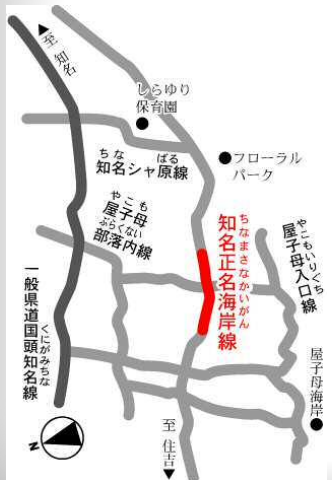 ▲至 知名
しらゆり
保育園
ちな ばる
知名シャ原線
フローラル
パーク
やこも
屋子母
ぶらくない
部落内線
ちなまさなかいがん
知名正名海岸線
やこもいりぐち
屋子母入口線
くにがみちな
一般県道国頭知名線
屋子母海岸
至 住吉▼
N